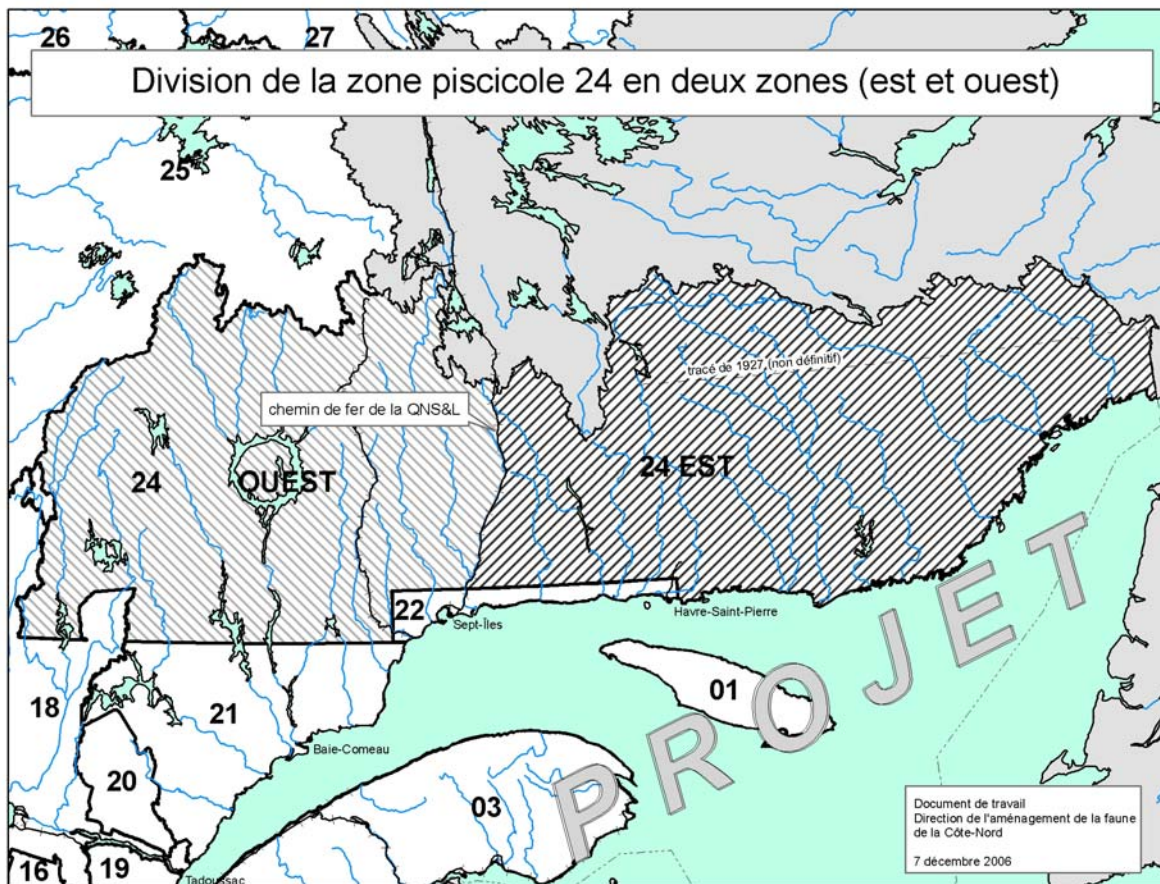 26
27
Division de la zone piscicole 24 en deux zones (est et ouest)
25
tracé de 1927 (non définitif)
chemin de fer de la QNS&L
24 OUEST
24 EST
22
Sept-Îles
Havre-Saint-Pierre
18
21
01
Baie-Comeau
20
03
PROJET
16
19
Tadoussac
Document de travail
Direction de l'aménagement de la faune
de la Côte-Nord
7 décembre 2006